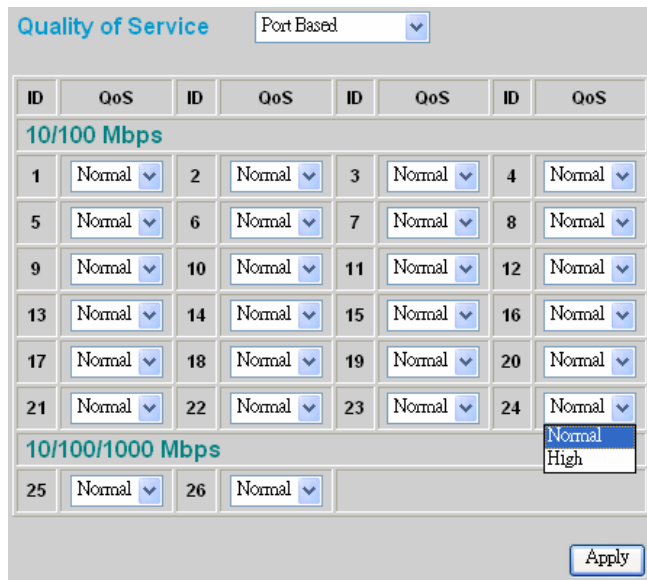 Quality of Service Port Based
ID QoS ID QoS ID QoS ID QoS
10/100 Mbps
1 Normal 2 Normal 3 Normal 4 Normal
5 Normal 6 Normal 7 Normal 8 Normal
9 Normal 10 Normal 11 Normal 12 Normal
13 Normal 14 Normal 15 Normal 16 Normal
17 Normal 18 Normal 19 Normal 20 Normal
21 Normal 22 Normal 23 Normal 24 Normal
Normal
High
10/100/1000 Mbps
25 Normal 26 Normal
Apply